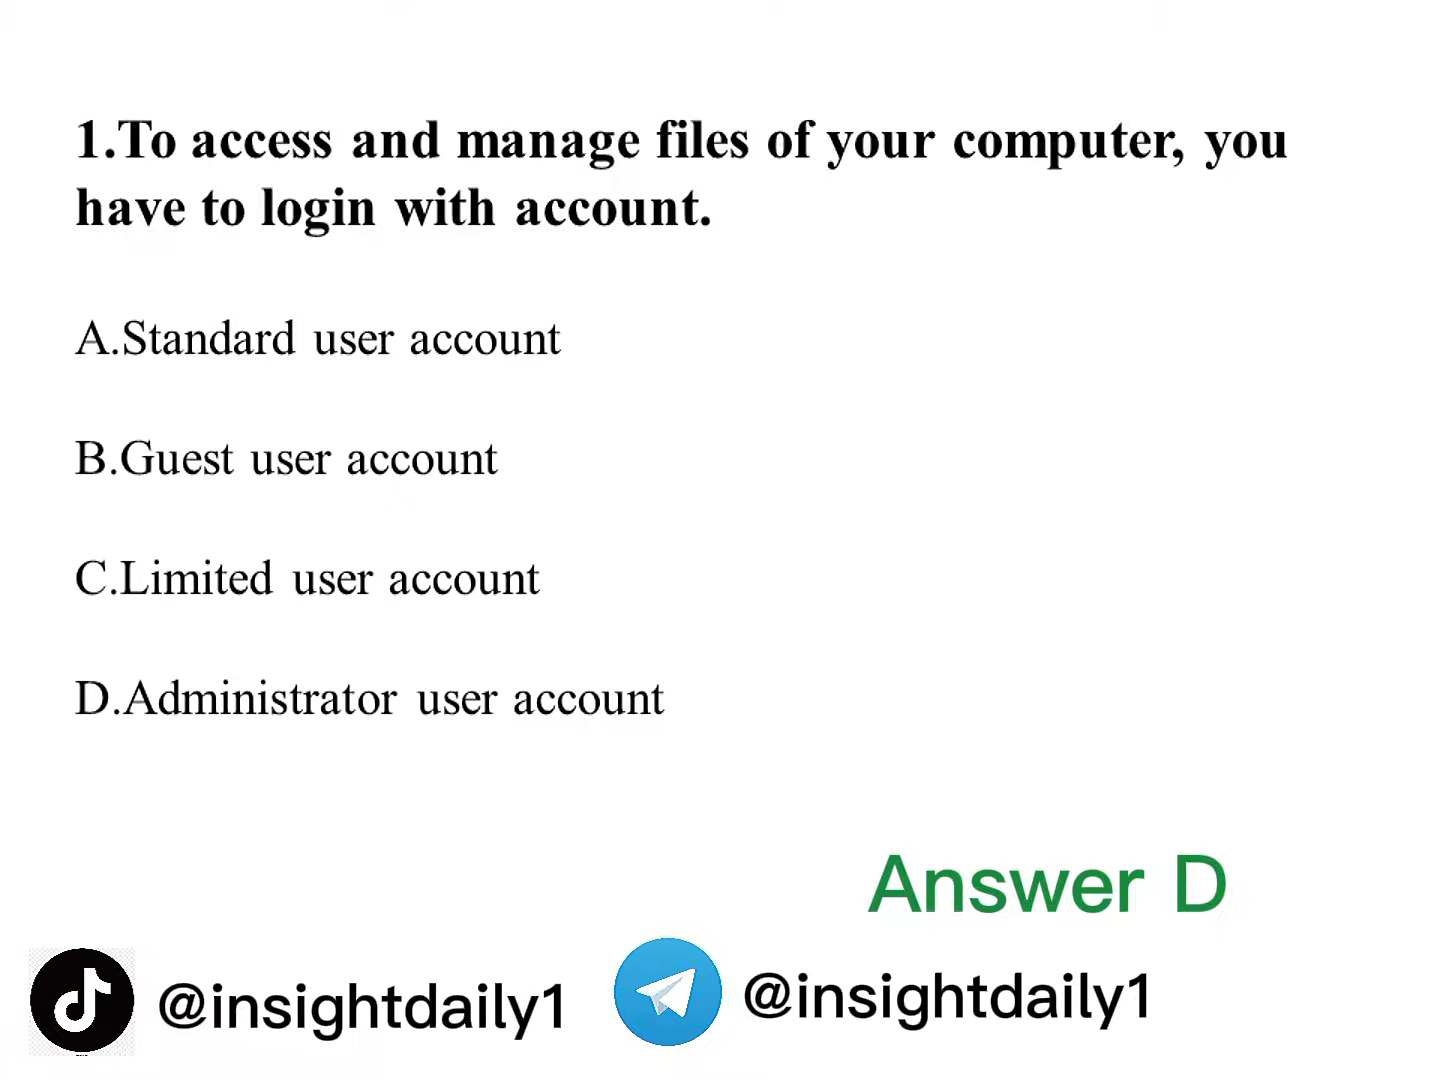 1.To access and manage files of your computer, you
have to login with account.
A.Standard user account
B.Guest user account
C.Limited user account
D.Administrator user account
Answer D
@insightdaily1
@insightdaily1